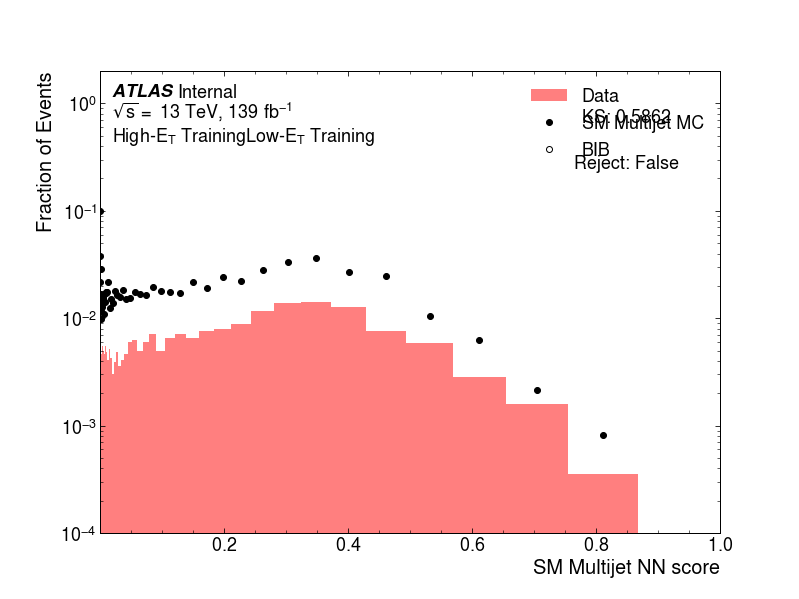 ATLAS Internal
√s = 13 TeV, 139 fb⁻¹
High-E_T TrainingLow-E_T Training
Data
KS: 0.5862
SM Multijet MC
BIB
Reject: False
Fraction of Events
10⁰
10⁻¹
10⁻²
10⁻³
10⁻⁴
0.2 0.4 0.6 0.8 1.0
SM Multijet NN score